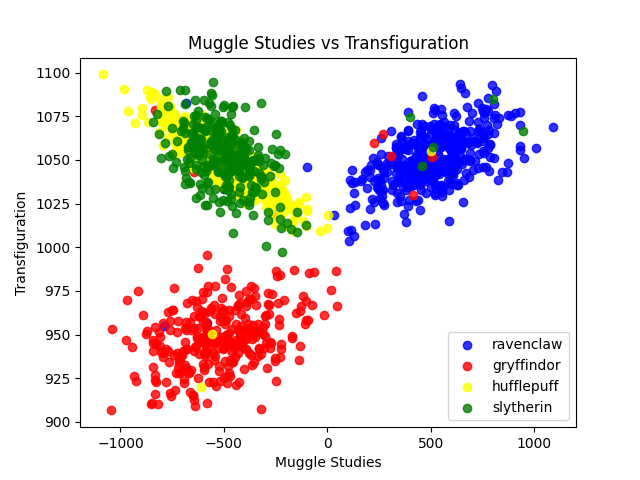 Muggle Studies vs Transfiguration
1100
1075
1050
1025
1000
975
950
925
900
Transfiguration
−1000
−500
0
500
1000
Muggle Studies
ravenclaw
gryffindor
hufflepuff
slytherin